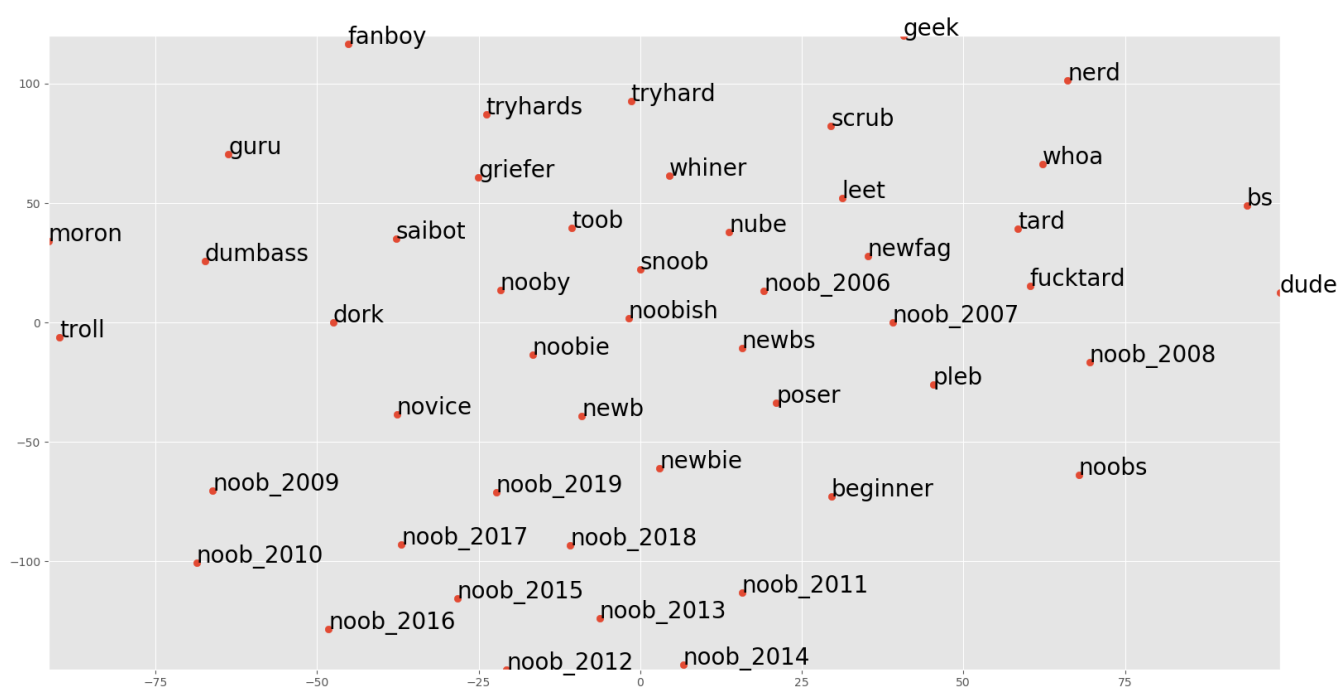 geek
fanboy
nerd
100
tryhards
tryhard
scrub
guru
whoa
griefer
whiner
leet
bs
50
toob
nube
tard
moron
saibot
dumbass
newfag
snoob
nooby
noob_2006
fucktard
dude
0
troll
dork
noobish
noob_2007
noobie
newbs
noob_2008
pleb
poser
novice
newb
−50
newbie
noobs
noob_2009
noob_2019
beginner
noob_2017
noob_2018
−100
noob_2010
noob_2015
noob_2011
noob_2016
noob_2013
noob_2012
noob_2014
−75 −50 −25 0 25 50 75